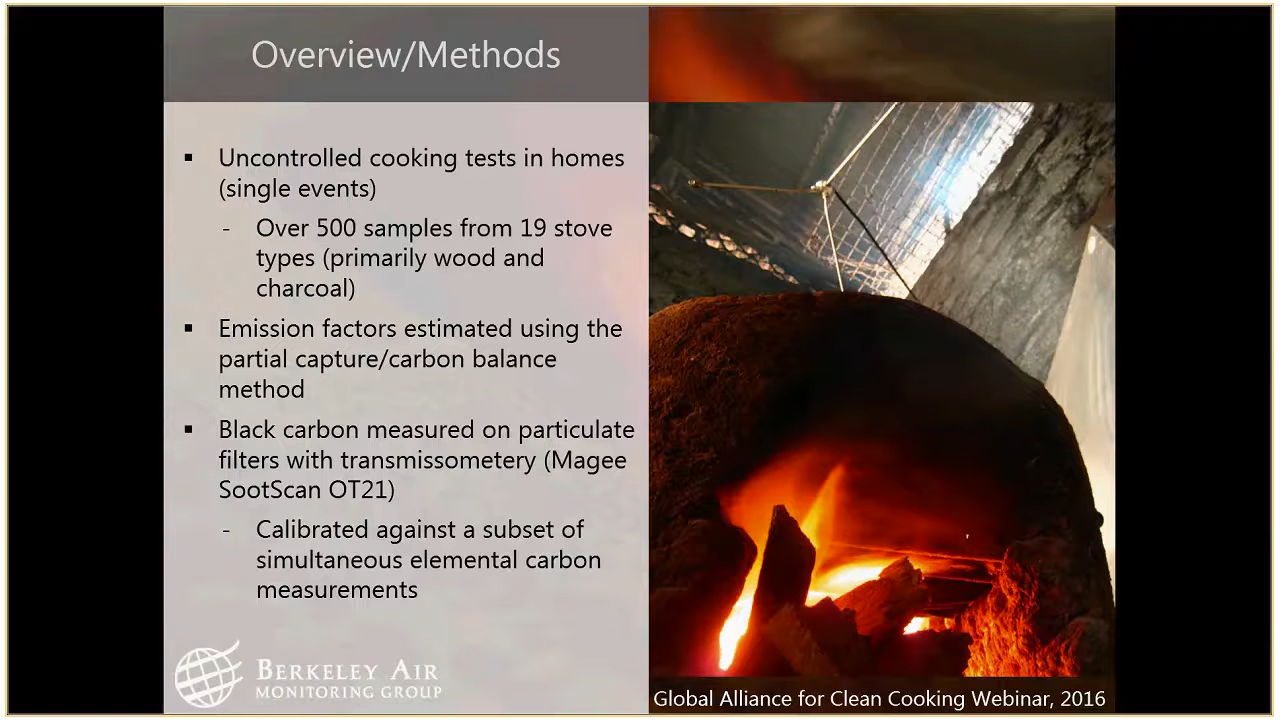 Overview/Methods
▪ Uncontrolled cooking tests in homes
(single events)
- Over 500 samples from 19 stove
types (primarily wood and
charcoal)
▪ Emission factors estimated using the
partial capture/carbon balance
method
▪ Black carbon measured on particulate
filters with transmissometery (Magee
SootScan OT21)
- Calibrated against a subset of
simultaneous elemental carbon
measurements
BERKELEY AIR
MONITORING GROUP
Global Alliance for Clean Cooking Webinar, 2016